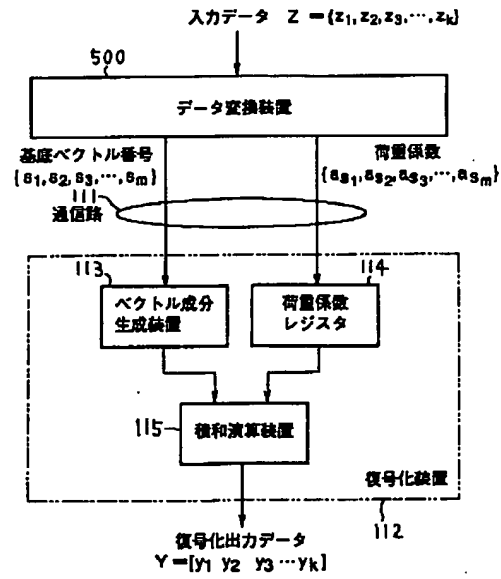 入力データ Z={z1,z2,z3,…,zk}
500
データ変換装置
基底ベクトル番号
{s1,s2,s3,…,sm}
荷重係数
{as1,as2,as3,…,asm}
111
通信路
113
ベクトル成分
生成装置
114
荷重係数
レジスタ
115
積和演算装置
復号化装置
112
復号化出力データ
Y=[y1 y2 y3…yk]